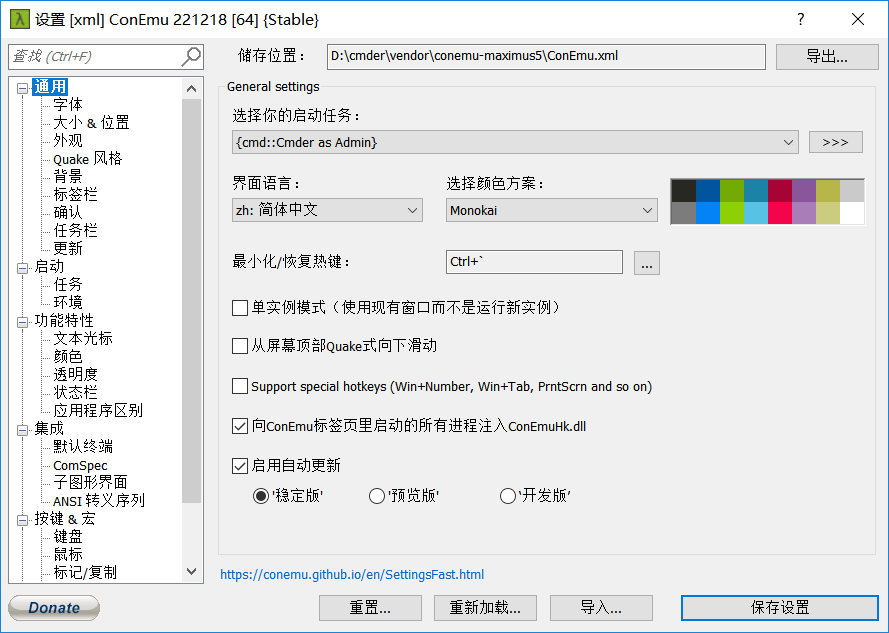 设置 [xml] ConEmu 221218 [64] {Stable}
?
查找 (Ctrl+F)
储存位置：
D:\cmder\vendor\conemu-maximus5\ConEmu.xml
导出...
通用
字体
大小 & 位置
外观
Quake 风格
背景
标签栏
确认
任务栏
更新
启动
任务
环境
功能特性
文本光标
颜色
透明度
状态栏
应用程序区别
集成
默认终端
ComSpec
子图形界面
ANSI 转义序列
按键 & 宏
键盘
鼠标
标记/复制
General settings
选择你的启动任务：
{cmd::Cmder as Admin}
>>>
界面语言：
选择颜色方案：
zh: 简体中文
Monokai
最小化/恢复热键：
Ctrl+`
...
单实例模式（使用现有窗口而不是运行新实例）
从屏幕顶部Quake式向下滑动
Support special hotkeys (Win+Number, Win+Tab, PrntScrn and so on)
向ConEmu标签页里启动的所有进程注入ConEmuHk.dll
启用自动更新
'稳定版'
'预览版'
'开发版'
https://conemu.github.io/en/SettingsFast.html
Donate
重置...
重新加载...
导入...
保存设置